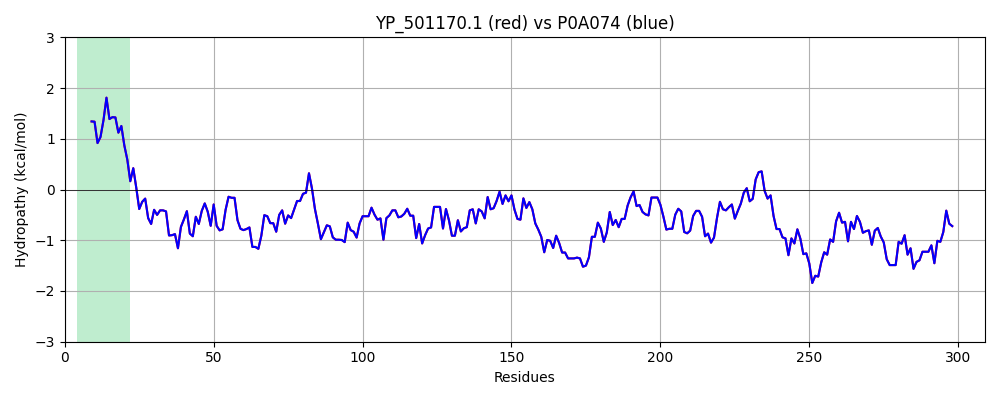 YP_501170.1 (red) vs P0A074 (blue)
Hydropathy (kcal/mol)
3
2
1
0
−1
−2
−3
0 50 100 150 200 250 300
Residues